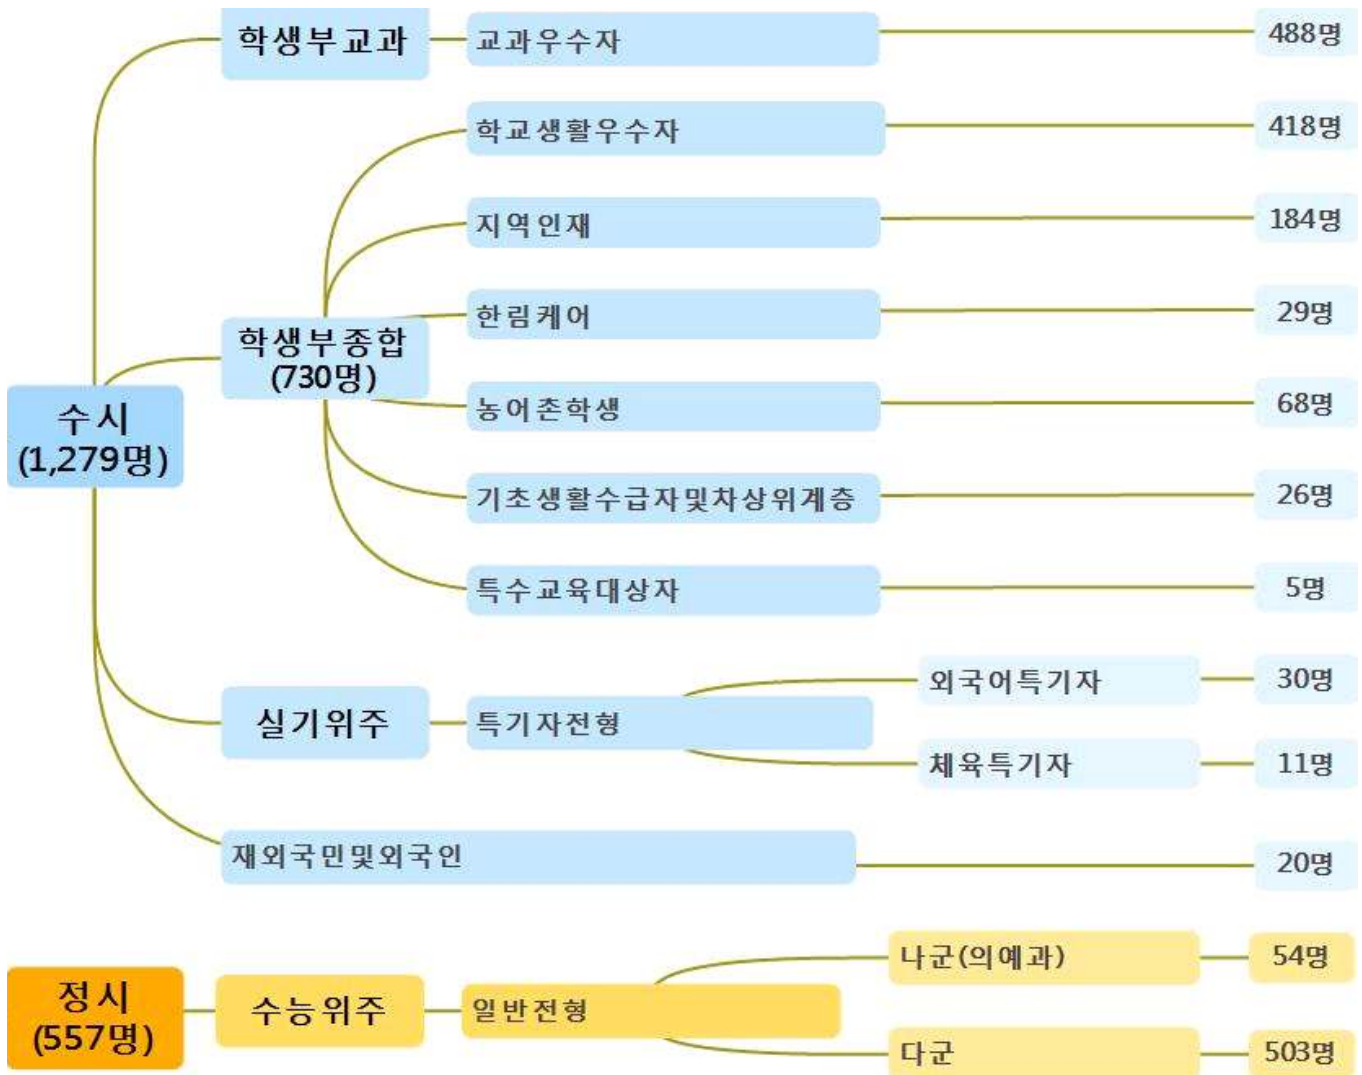 학생부교과
교과우수자
488명
학교생활우수자
418명
지역인재
184명
한림케어
29명
학생부종합
(730명)
농어촌학생
68명
수시
(1,279명)
기초생활수급자및차상위계층
26명
특수교육대상자
5명
외국어특기자
30명
실기위주
특기자전형
체육특기자
11명
재외국민및외국인
20명
나군(의예과)
54명
정시
(557명)
수능위주
일반전형
다군
503명